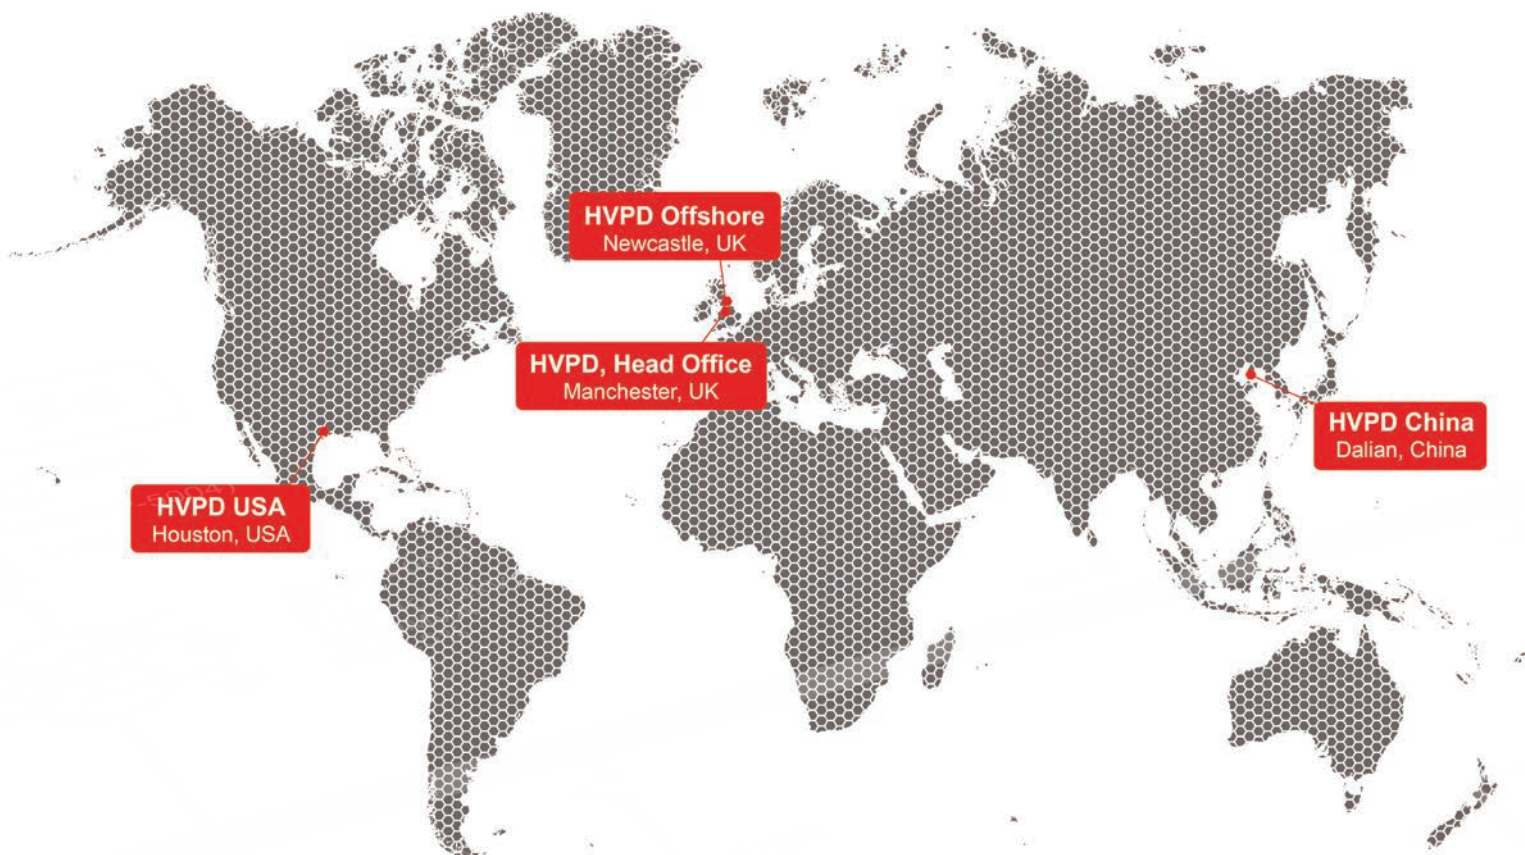 HVPD Offshore
Newcastle, UK
HVPD, Head Office
Manchester, UK
HVPD China
Dalian, China
HVPD USA
Houston, USA